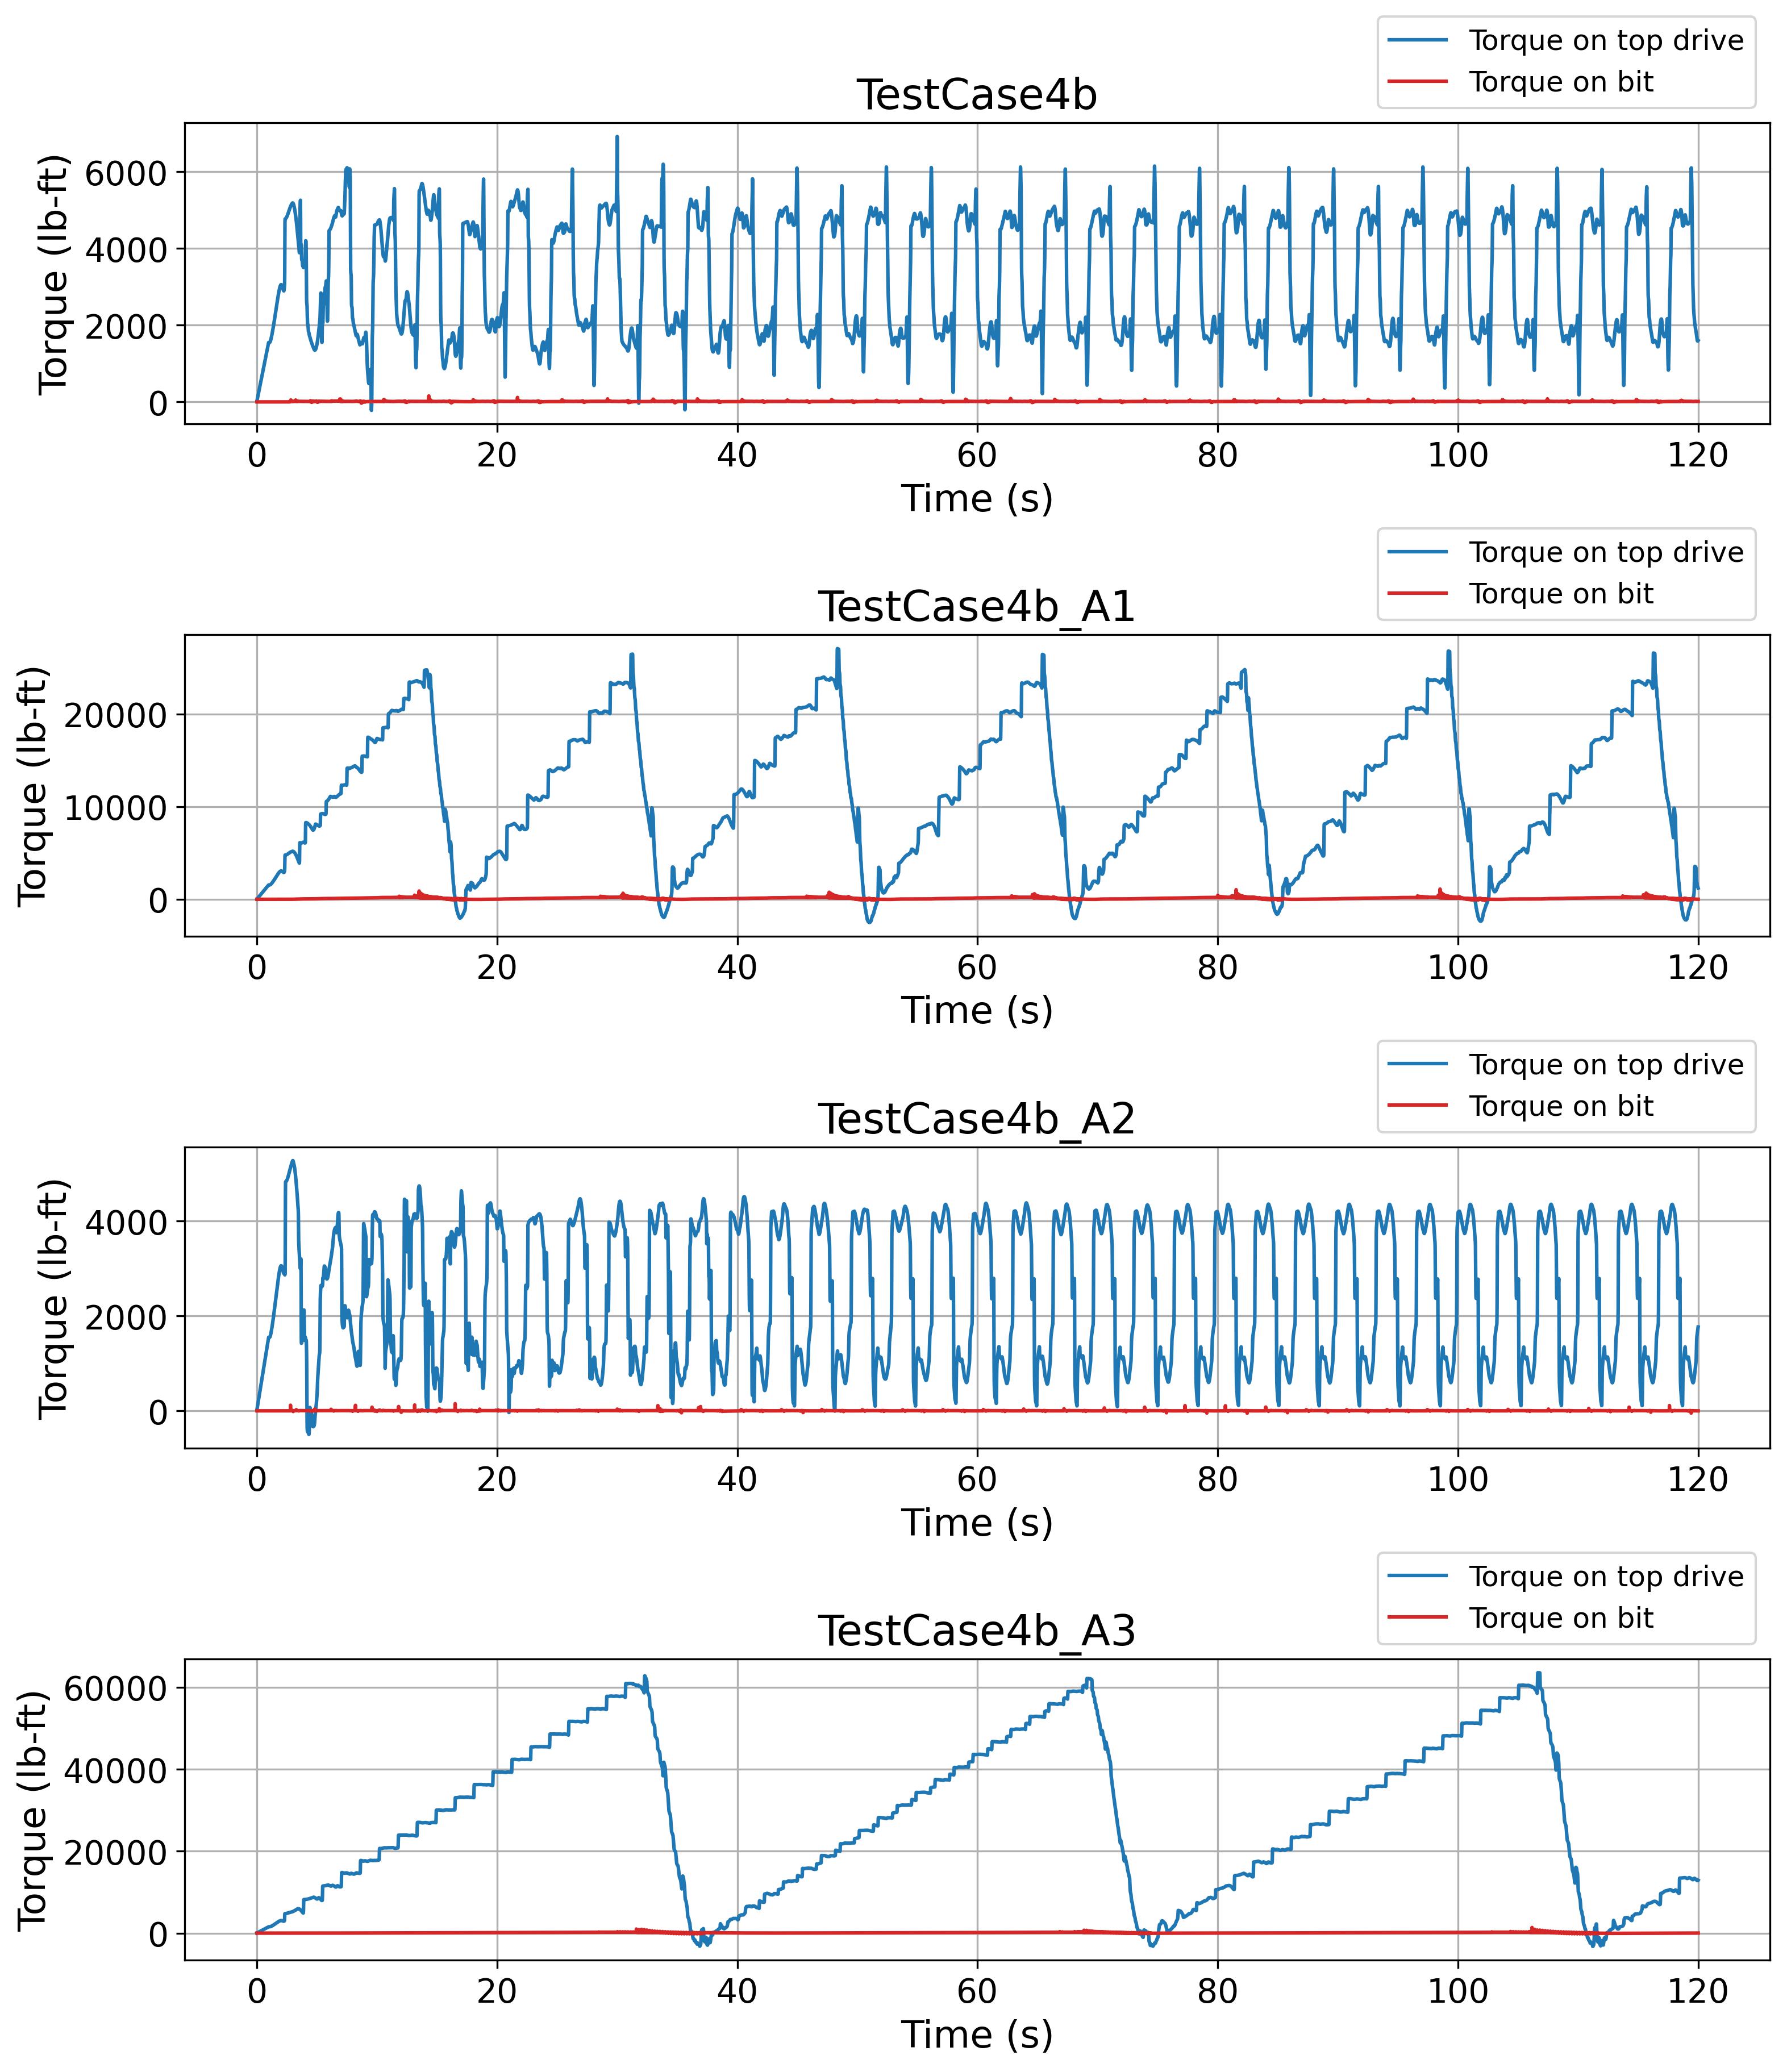 Torque on top drive
Torque on bit
TestCase4b
Torque (lb-ft)
6000
4000
2000
0
0 20 40 60 80 100 120
Time (s)
Torque on top drive
Torque on bit
TestCase4b_A1
Torque (lb-ft)
20000
10000
0
0 20 40 60 80 100 120
Time (s)
Torque on top drive
Torque on bit
TestCase4b_A2
Torque (lb-ft)
4000
2000
0
0 20 40 60 80 100 120
Time (s)
Torque on top drive
Torque on bit
TestCase4b_A3
Torque (lb-ft)
60000
40000
20000
0
0 20 40 60 80 100 120
Time (s)